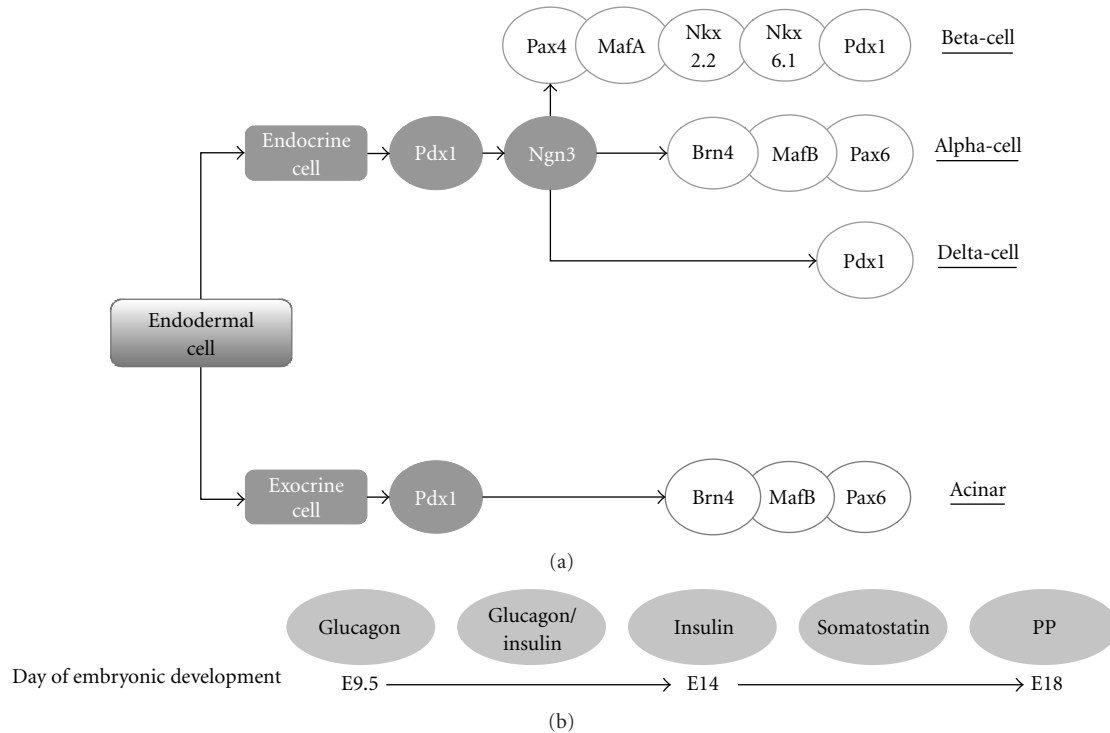 Pax4 MafA Nkx 2.2 Nkx 6.1 Pdx1 Beta-cell
Endocrine
cell
Pdx1
Ngn3
Brn4 MafB Pax6 Alpha-cell
Pdx1 Delta-cell
Endodermal
cell
Exocrine
cell
Pdx1
Brn4 MafB Pax6 Acinar
(a)
Glucagon
Glucagon/
insulin
Insulin
Somatostatin
PP
Day of embryonic development E9.5 E14 E18
(b)